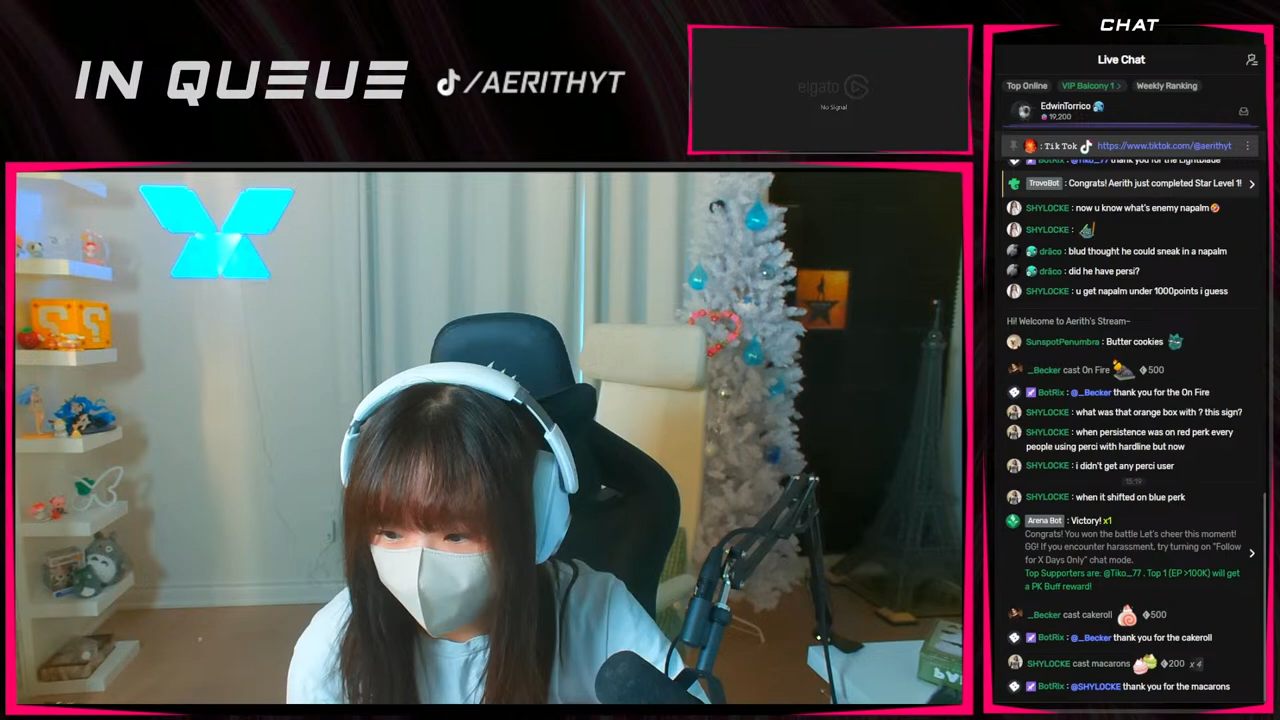 IN QUEUE
/AERITHYT
elgato
No Signal
CHAT
Live Chat
Top Online
VIP Balcony 1 >
Weekly Ranking
EdwinTorrico
19,200
: Tik Tok
https://www.tiktok.com/@aerithyt
BotRix : @Tiko_77 thank you for the Lightblade
TrovoBot : Congrats! Aerith just completed Star Level 1!
SHYLOCKE : now u know what's enemy napalm
SHYLOCKE :
drāco : blud thought he could sneak in a napalm
drāco : did he have persi?
SHYLOCKE : u get napalm under 1000points i guess
Hi! Welcome to Aerith's Stream~
SunspotPenumbra : Butter cookies
_Becker cast On Fire 500
BotRix : @_Becker thank you for the On Fire
SHYLOCKE : what was that orange box with ? this sign?
SHYLOCKE : when persistence was on red perk every
people using perci with hardline but now
SHYLOCKE : i didn't get any perci user
15:19
SHYLOCKE : when it shifted on blue perk
Arena Bot : Victory! x1
Congrats! You won the battle Let's cheer this moment!
GG! If you encounter harassment, try turning on "Follow
for X Days Only" chat mode.
Top Supporters are: @Tiko_77 . Top 1 (EP >100K) will get
a PK Buff reward!
_Becker cast cakeroll 500
BotRix : @_Becker thank you for the cakeroll
SHYLOCKE cast macarons 200 x 4
BotRix : @SHYLOCKE thank you for the macarons